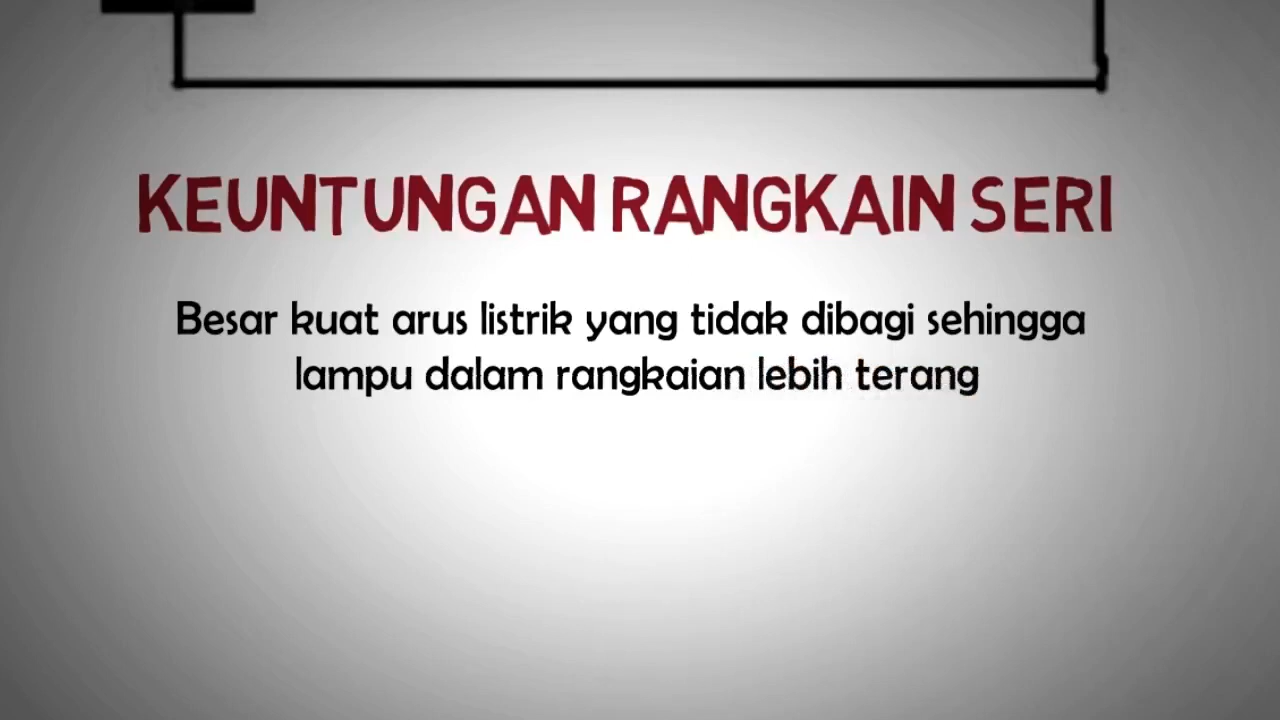 KEUNTUNGAN RANGKAIN SERI
Besar kuat arus listrik yang tidak dibagi sehingga
lampu dalam rangkaian lebih terang